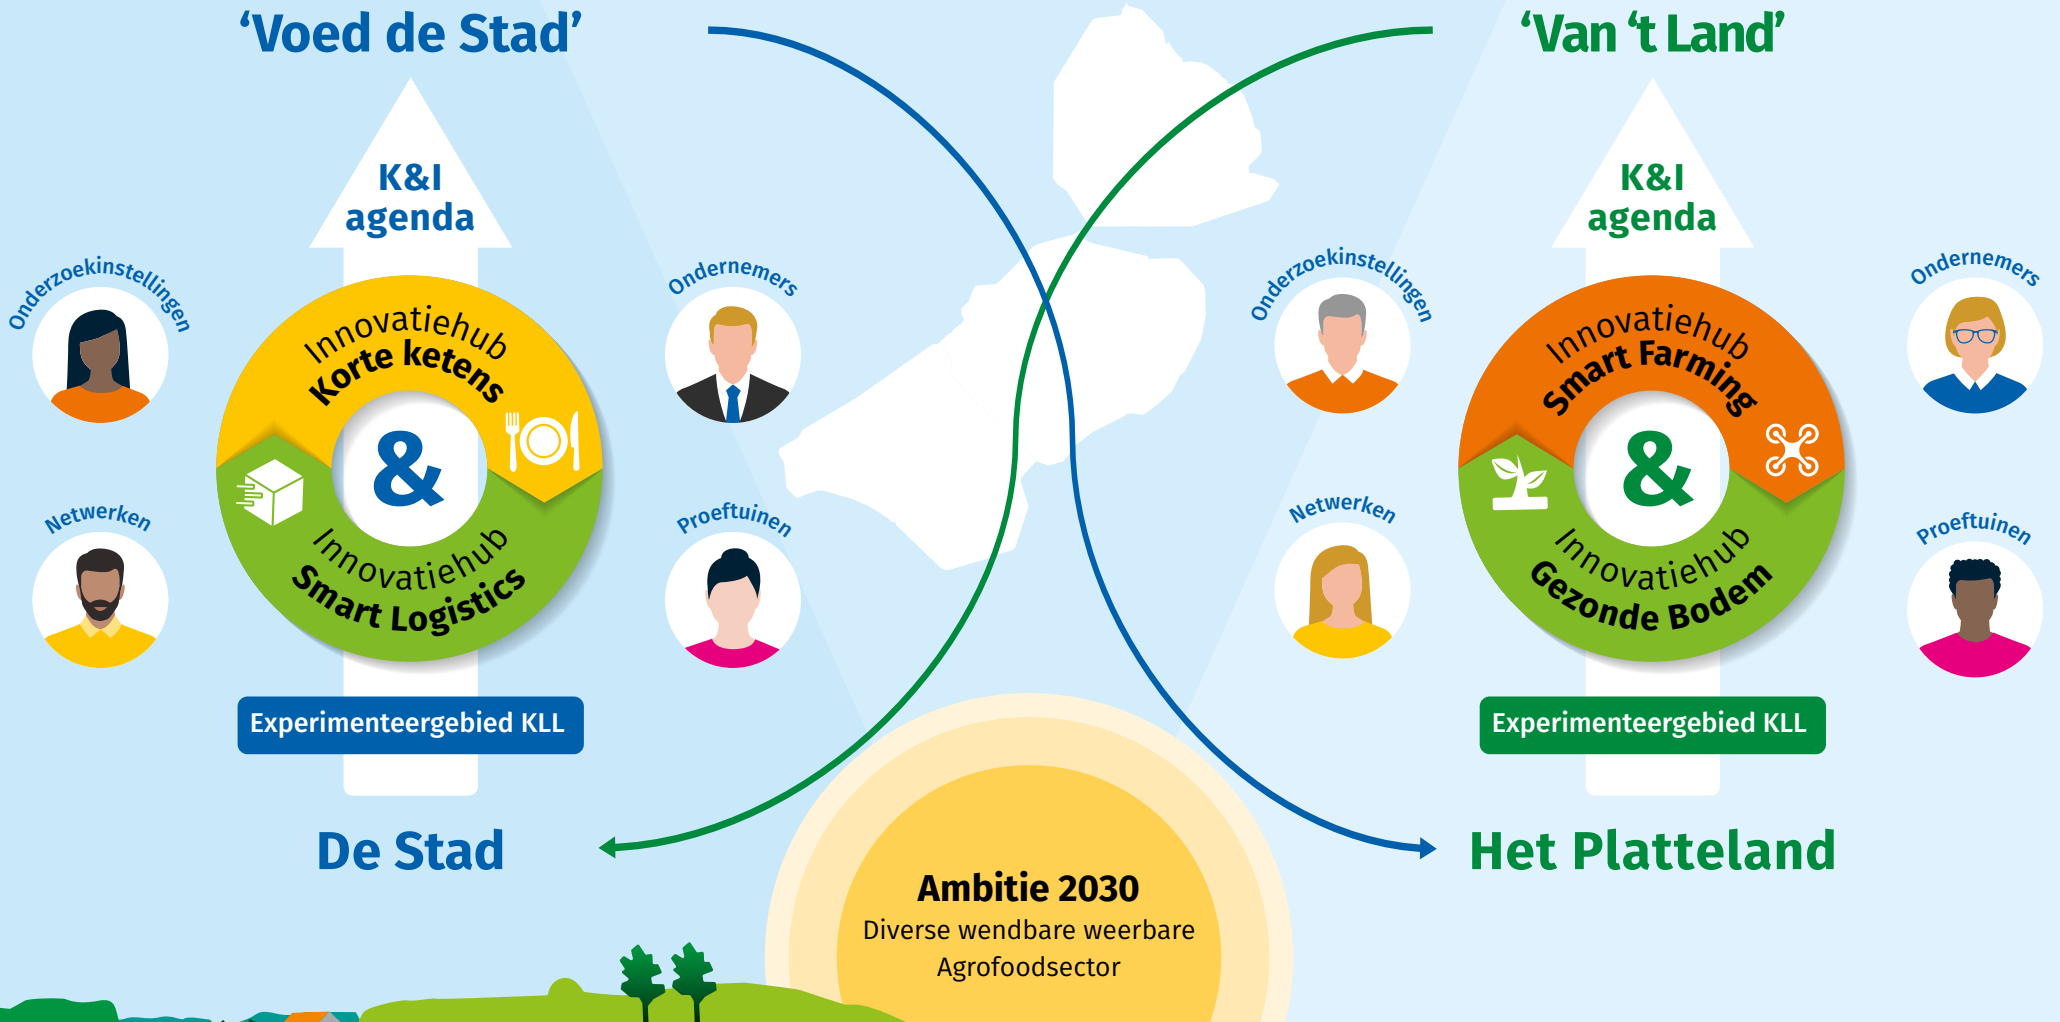 ‘Voed de Stad’
K&I
agenda
Onderzoekinstellingen
Ondernemers
Innovatiehub
Korte ketens
&
Netwerken
Proeftuinen
Innovatiehub
Smart Logistics
Experimenteergebied KLL
De Stad
‘Van ‘t Land’
K&I
agenda
Onderzoekinstellingen
Ondernemers
Innovatiehub
Smart Farming
&
Netwerken
Proeftuinen
Innovatiehub
Gezonde Bodem
Experimenteergebied KLL
Het Platteland
Ambitie 2030
Diverse wendbare weerbare
Agrofoodsector